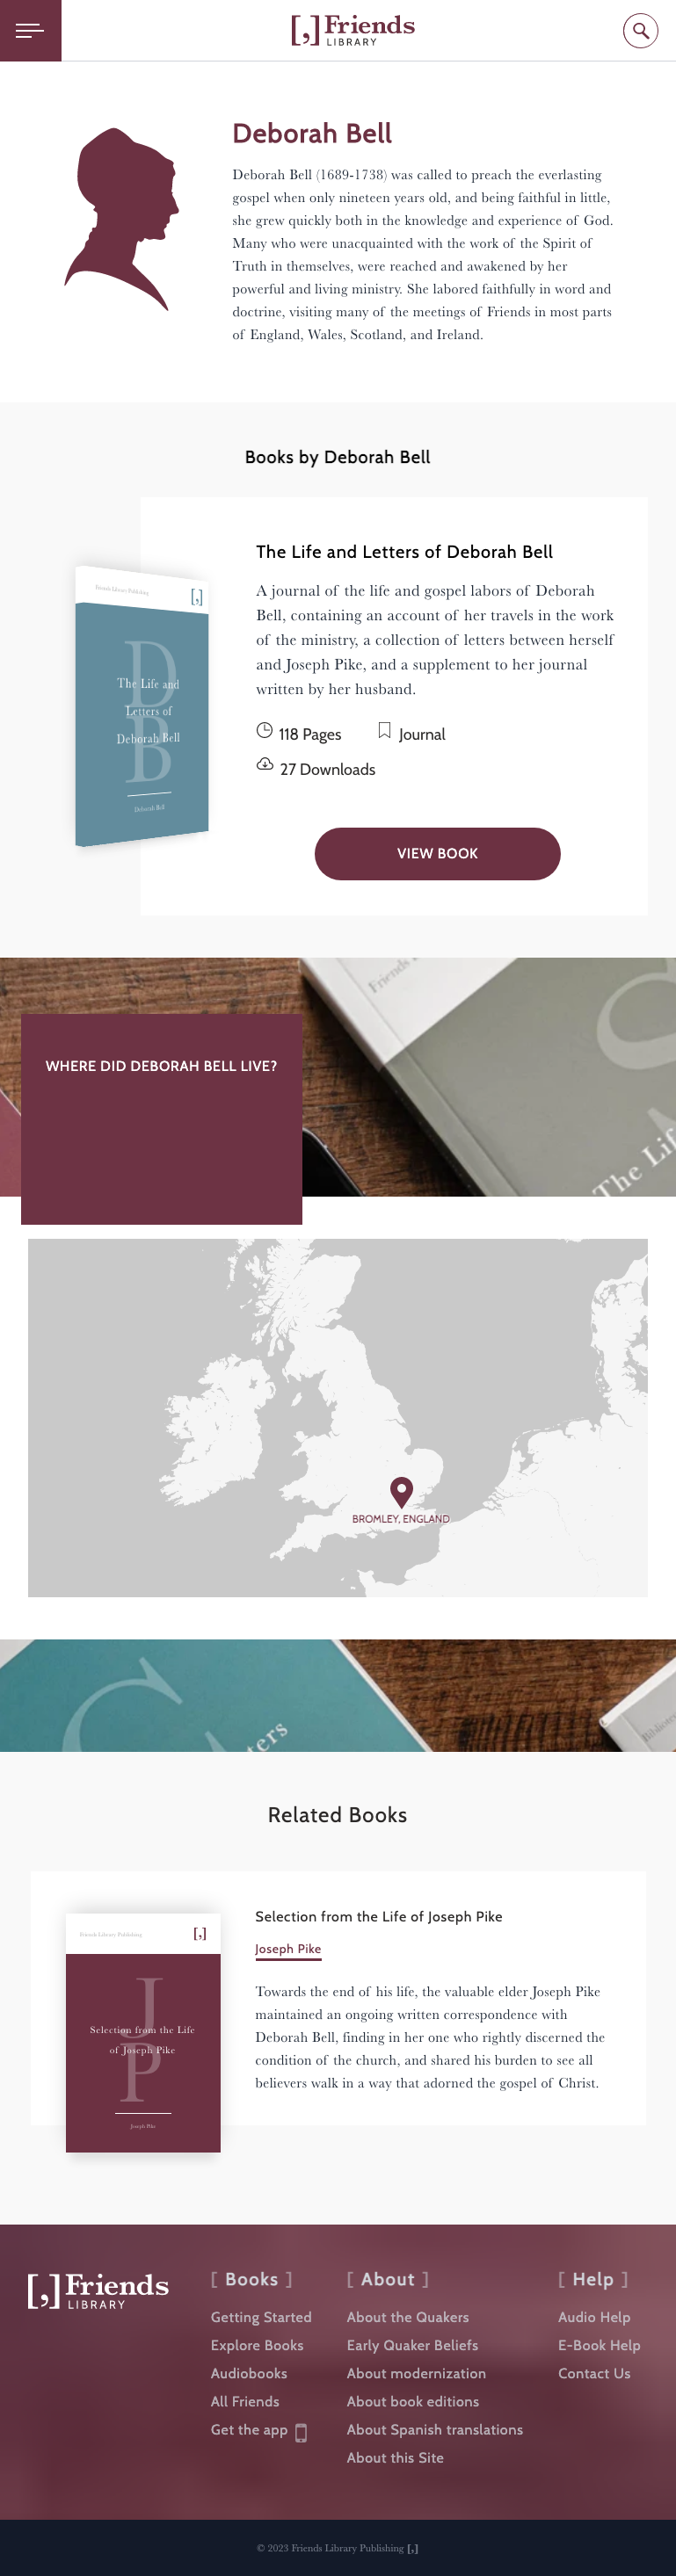 [,] Friends
LIBRARY
Deborah Bell
Deborah Bell (1689-1738) was called to preach the everlasting
gospel when only nineteen years old, and being faithful in little,
she grew quickly both in the knowledge and experience of God.
Many who were unacquainted with the work of the Spirit of
Truth in themselves, were reached and awakened by her
powerful and living ministry. She labored faithfully in word and
doctrine, visiting many of the meetings of Friends in most parts
of England, Wales, Scotland, and Ireland.
Books by Deborah Bell
Friends Library Publishing [,]
D
B
The Life and
Letters of
Deborah Bell
Deborah Bell
The Life and Letters of Deborah Bell
A journal of the life and gospel labors of Deborah
Bell, containing an account of her travels in the work
of the ministry, a collection of letters between herself
and Joseph Pike, and a supplement to her journal
written by her husband.
118 Pages
Journal
27 Downloads
VIEW BOOK
Friends
The Lif
WHERE DID DEBORAH BELL LIVE?
BROMLEY, ENGLAND
C
tters
Related Books
Friends Library Publishing [,]
J
P
Selection from the Life
of Joseph Pike
Joseph Pike
Selection from the Life of Joseph Pike
Joseph Pike
Towards the end of his life, the valuable elder Joseph Pike
maintained an ongoing written correspondence with
Deborah Bell, finding in her one who rightly discerned the
condition of the church, and shared his burden to see all
believers walk in a way that adorned the gospel of Christ.
[,] Friends
LIBRARY
[ Books ]
Getting Started
Explore Books
Audiobooks
All Friends
Get the app
[ About ]
About the Quakers
Early Quaker Beliefs
About modernization
About book editions
About Spanish translations
About this Site
[ Help ]
Audio Help
E-Book Help
Contact Us
© 2023 Friends Library Publishing [,]